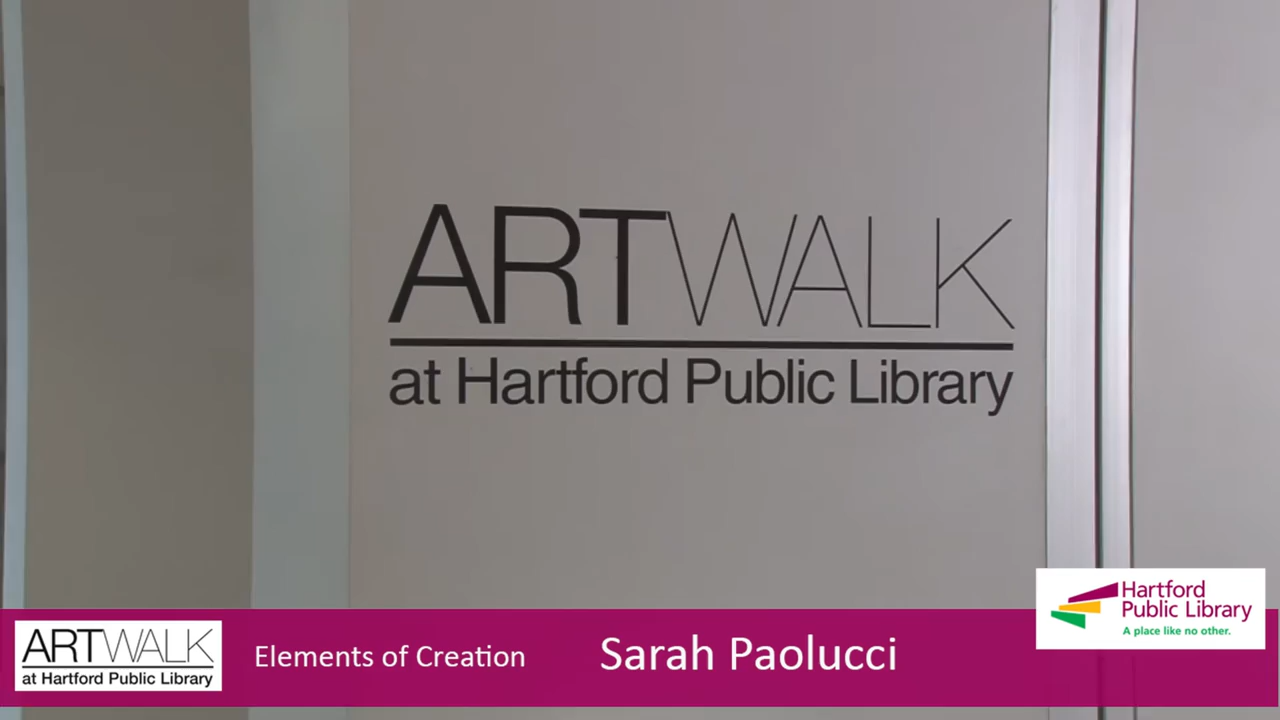 ARTWALK
at Hartford Public Library
ARTWALK
at Hartford Public Library
Elements of Creation
Sarah Paolucci
Hartford
Public Library
A place like no other.